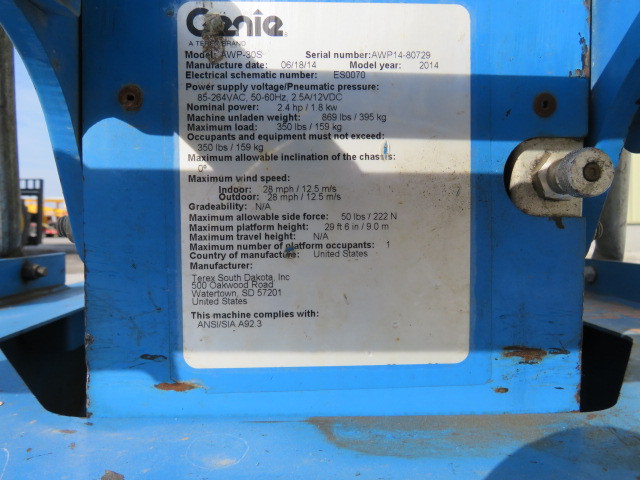 Genie
A TEREX BRAND
Model: AWP-30S Serial number: AWP14-80729
Manufacture date: 06/18/14 Model year: 2014
Electrical schematic number: ES0070
Power supply voltage/Pneumatic pressure:
85-264VAC, 50-60Hz, 2.5A/12VDC
Nominal power: 2.4 hp / 1.8 kw
Machine unladen weight: 869 lbs / 395 kg
Maximum load: 350 lbs / 159 kg
Occupants and equipment must not exceed:
350 lbs / 159 kg
Maximum allowable inclination of the chassis:
0°
Maximum wind speed:
Indoor: 28 mph / 12.5 m/s
Outdoor: 28 mph / 12.5 m/s
Gradeability: N/A
Maximum allowable side force: 50 lbs / 222 N
Maximum platform height: 29 ft 6 in / 9.0 m
Maximum travel height: N/A
Maximum number of platform occupants: 1
Country of manufacture: United States
Manufacturer:
Terex South Dakota, Inc
500 Oakwood Road
Watertown, SD 57201
United States
This machine complies with:
ANSI/SIA A92.3